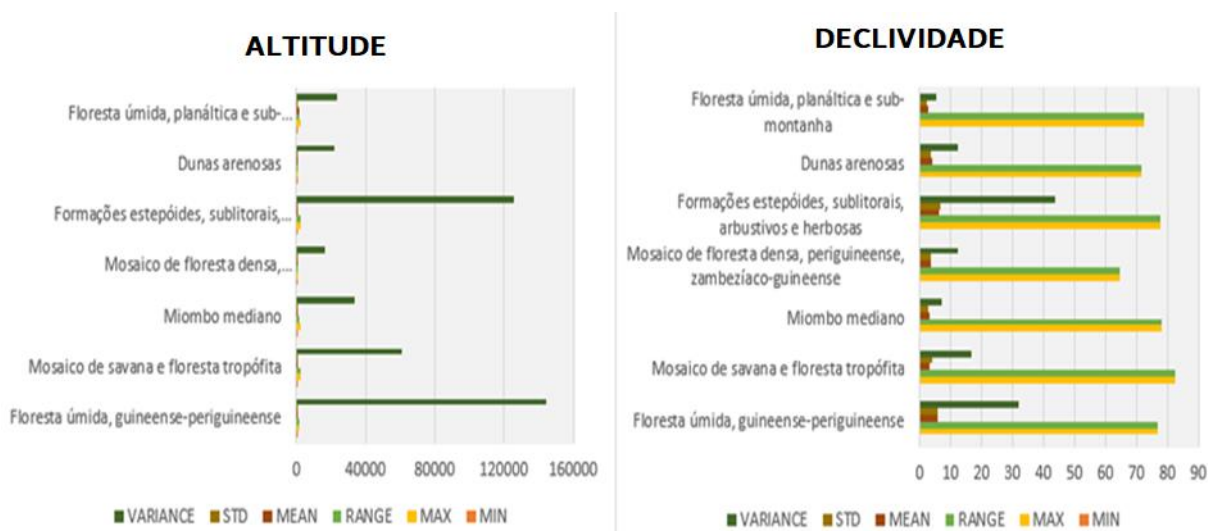 ALTITUDE
Floresta úmida, planáltica e sub-...
Dunas arenosas
Formações estepóides, sublitorais,...
Mosaico de floresta densa,...
Miombo mediano
Mosaico de savana e floresta tropófita
Floresta úmida, guineense-periguineense
0 40000 80000 120000 160000
VARIANCE STD MEAN RANGE MAX MIN
DECLIVIDADE
Floresta úmida, planáltica e sub-
montanha
Dunas arenosas
Formações estepóides, sublitorais,
arbustivos e herbosas
Mosaico de floresta densa, periguineense,
zambezíaco-guineense
Miombo mediano
Mosaico de savana e floresta tropófita
Floresta úmida, guineense-periguineense
0 10 20 30 40 50 60 70 80 90
VARIANCE STD MEAN RANGE MAX MIN